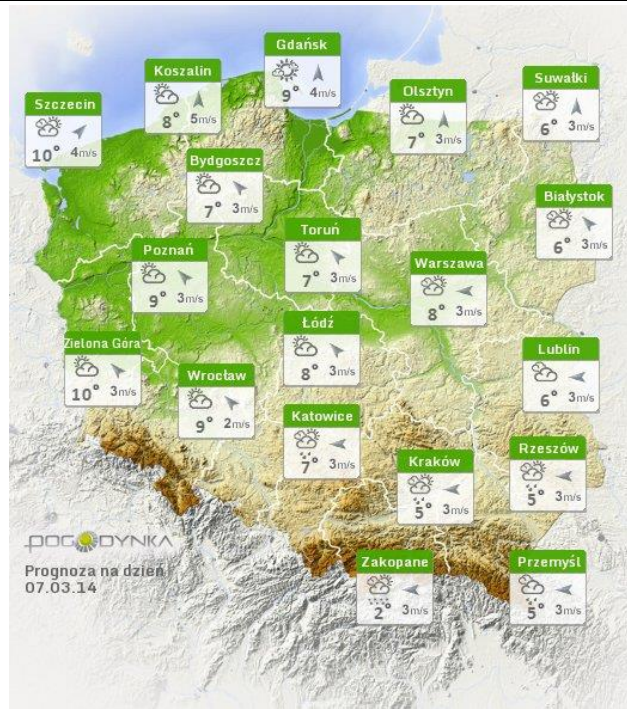 Gdańsk
9° 4m/s
Koszalin
8° 5m/s
Suwałki
6° 3m/s
Olsztyn
7° 3m/s
Szczecin
10° 4m/s
Bydgoszcz
7° 3m/s
Białystok
6° 3m/s
Toruń
7° 3m/s
Poznań
9° 3m/s
Warszawa
8° 3m/s
Łódź
8° 3m/s
Zielona Góra
10° 3m/s
Lublin
6° 3m/s
Wrocław
9° 2m/s
Katowice
7° 3m/s
Rzeszów
5° 3m/s
Kraków
5° 3m/s
POGODYNKA
Prognoza na dzień
07.03.14
Zakopane
2° 3m/s
Przemyśl
5° 3m/s